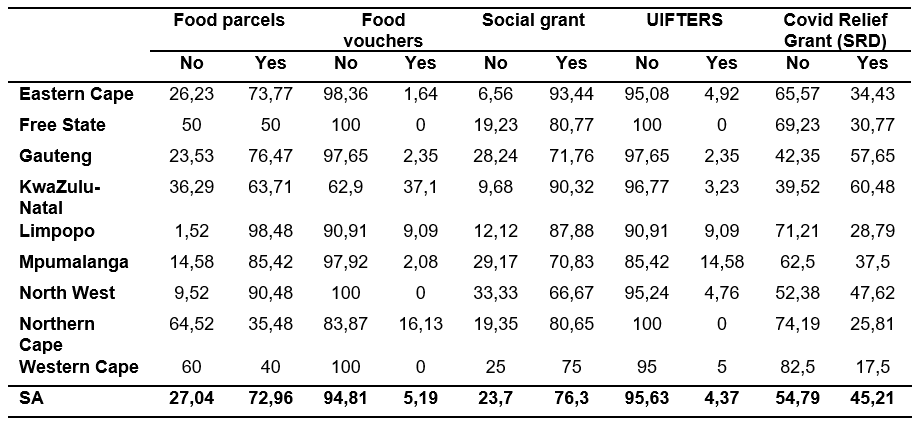 Food parcels Food vouchers Social grant UIFTERS Covid Relief Grant (SRD)
No Yes No Yes No Yes No Yes No Yes
Eastern Cape 26,23 73,77 98,36 1,64 6,56 93,44 95,08 4,92 65,57 34,43
Free State 50 50 100 0 19,23 80,77 100 0 69,23 30,77
Gauteng 23,53 76,47 97,65 2,35 28,24 71,76 97,65 2,35 42,35 57,65
KwaZulu-Natal 36,29 63,71 62,9 37,1 9,68 90,32 96,77 3,23 39,52 60,48
Limpopo 1,52 98,48 90,91 9,09 12,12 87,88 90,91 9,09 71,21 28,79
Mpumalanga 14,58 85,42 97,92 2,08 29,17 70,83 85,42 14,58 62,5 37,5
North West 9,52 90,48 100 0 33,33 66,67 95,24 4,76 52,38 47,62
Northern Cape 64,52 35,48 83,87 16,13 19,35 80,65 100 0 74,19 25,81
Western Cape 60 40 100 0 25 75 95 5 82,5 17,5
SA 27,04 72,96 94,81 5,19 23,7 76,3 95,63 4,37 54,79 45,21